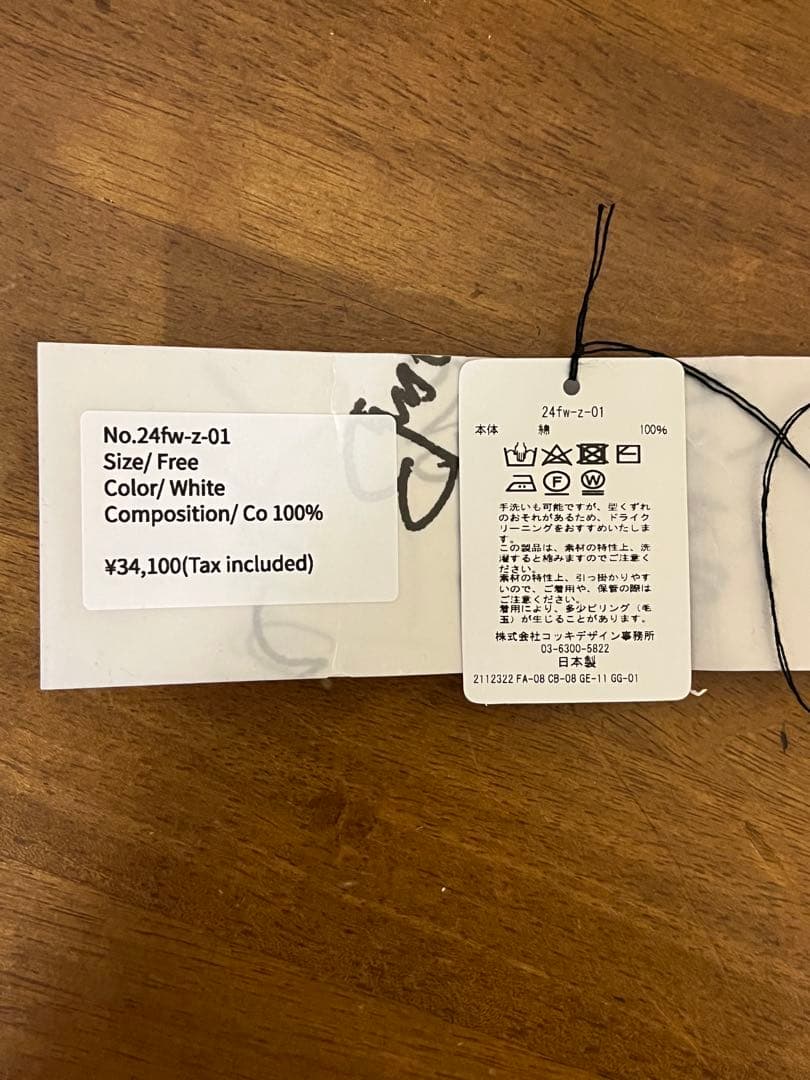 No.24fw-z-01
Size/ Free
Color/ White
Composition/ Co 100%
¥34,100(Tax included)
24fw-z-01
本体 綿 100%
F W
手洗いも可能ですが、型くずれ
のおそれがあるため、ドライク
リーニングをおすすめいたしま
す。
この製品は、素材の特性上、洗
濯すると縮みますのでご注意く
ださい。
素材の特性上、引っ掛かりやす
いので、ご着用や、保管の際は
ご注意ください。
着用により、多少ピリング（毛
玉）が生じることがあります。
株式会社コッキデザイン事務所
03-6300-5822
日本製
2112322 FA-08 CB-08 GE-11 GG-01